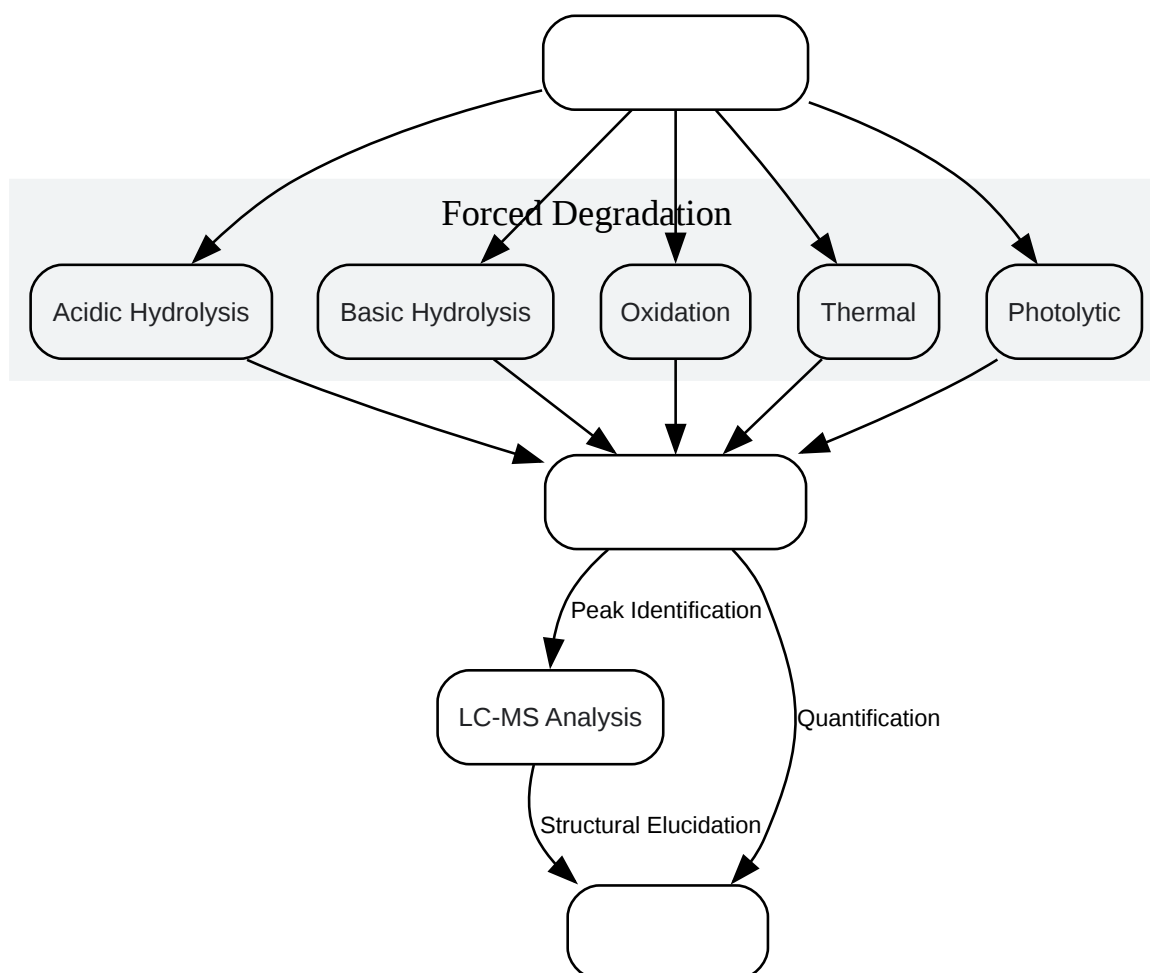 Forced Degradation
Acidic Hydrolysis
Basic Hydrolysis
Oxidation
Thermal
Photolytic
Peak Identification
LC-MS Analysis
Quantification
Structural Elucidation